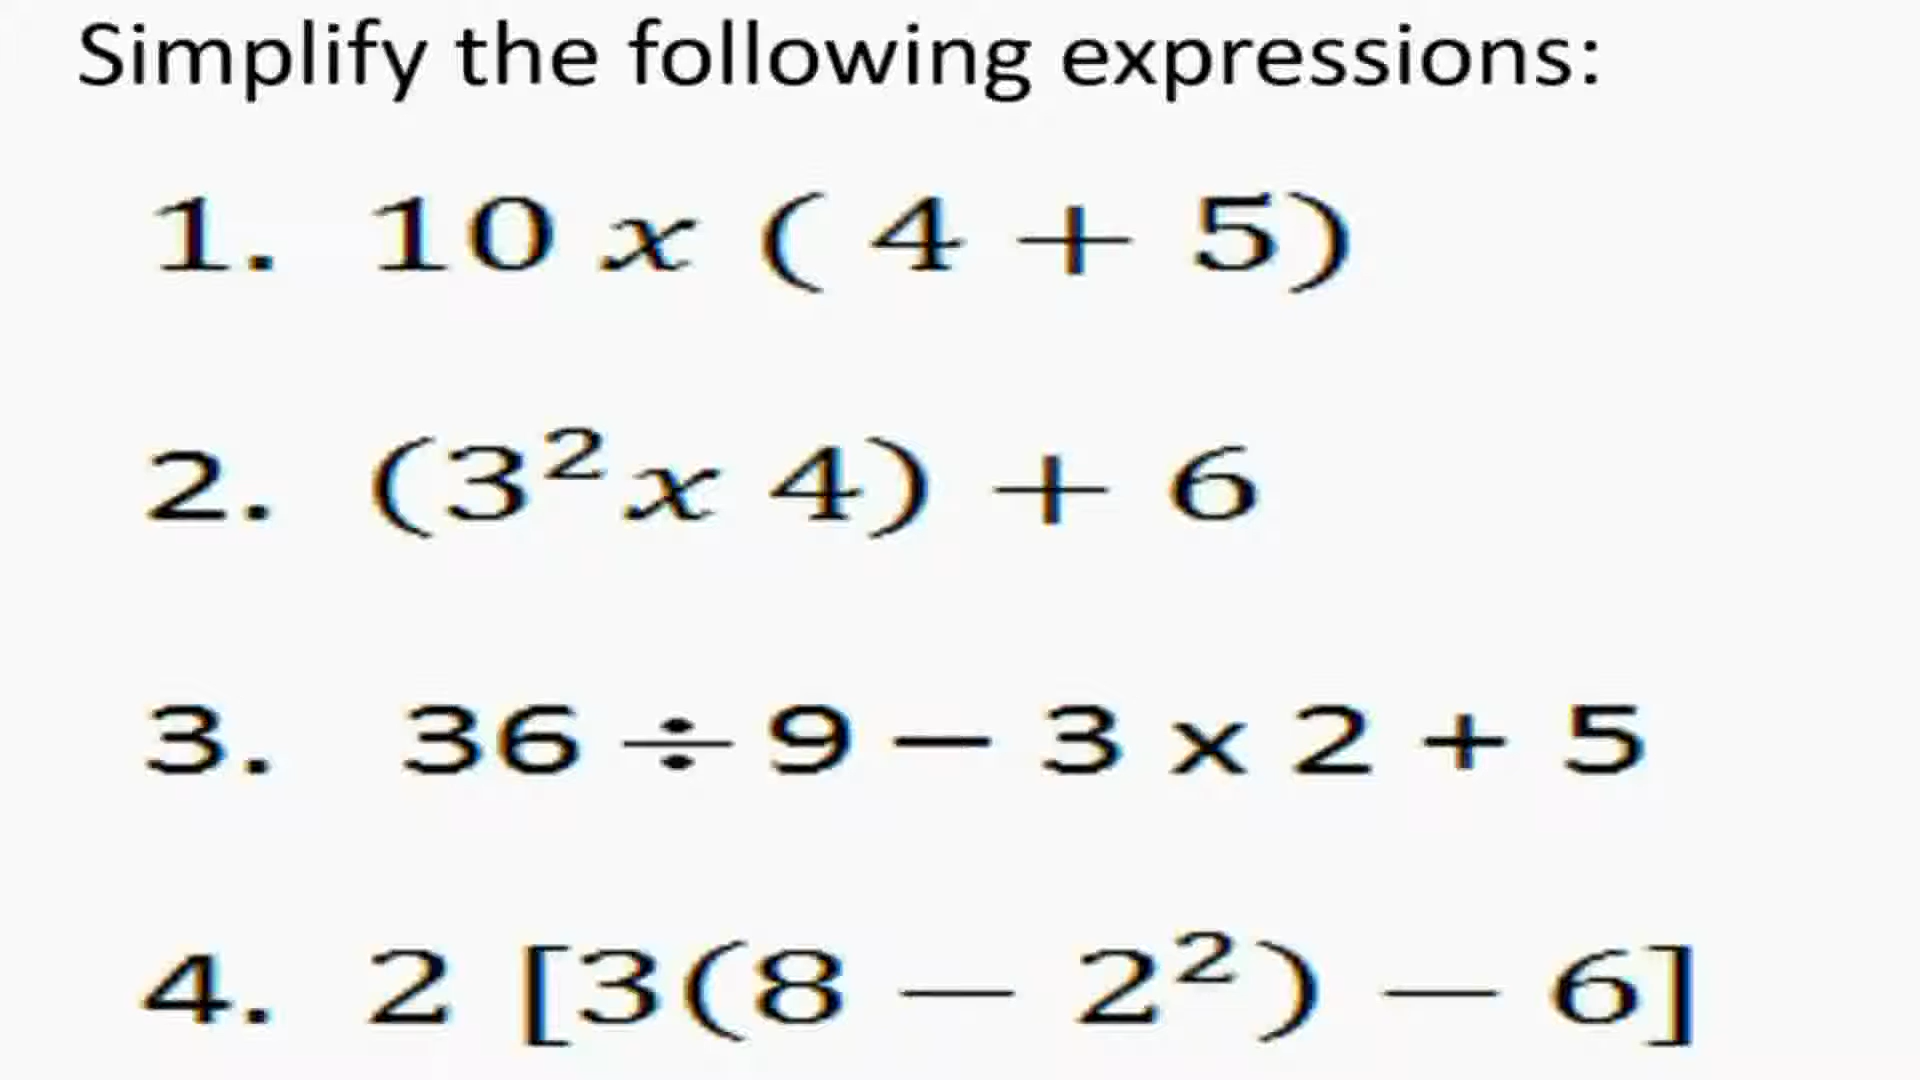 Simplify the following expressions:
1. 10 x ( 4 + 5)
2. (3² x 4) + 6
3. 36 ÷ 9 – 3 x 2 + 5
4. 2 [3(8 − 2²) − 6]